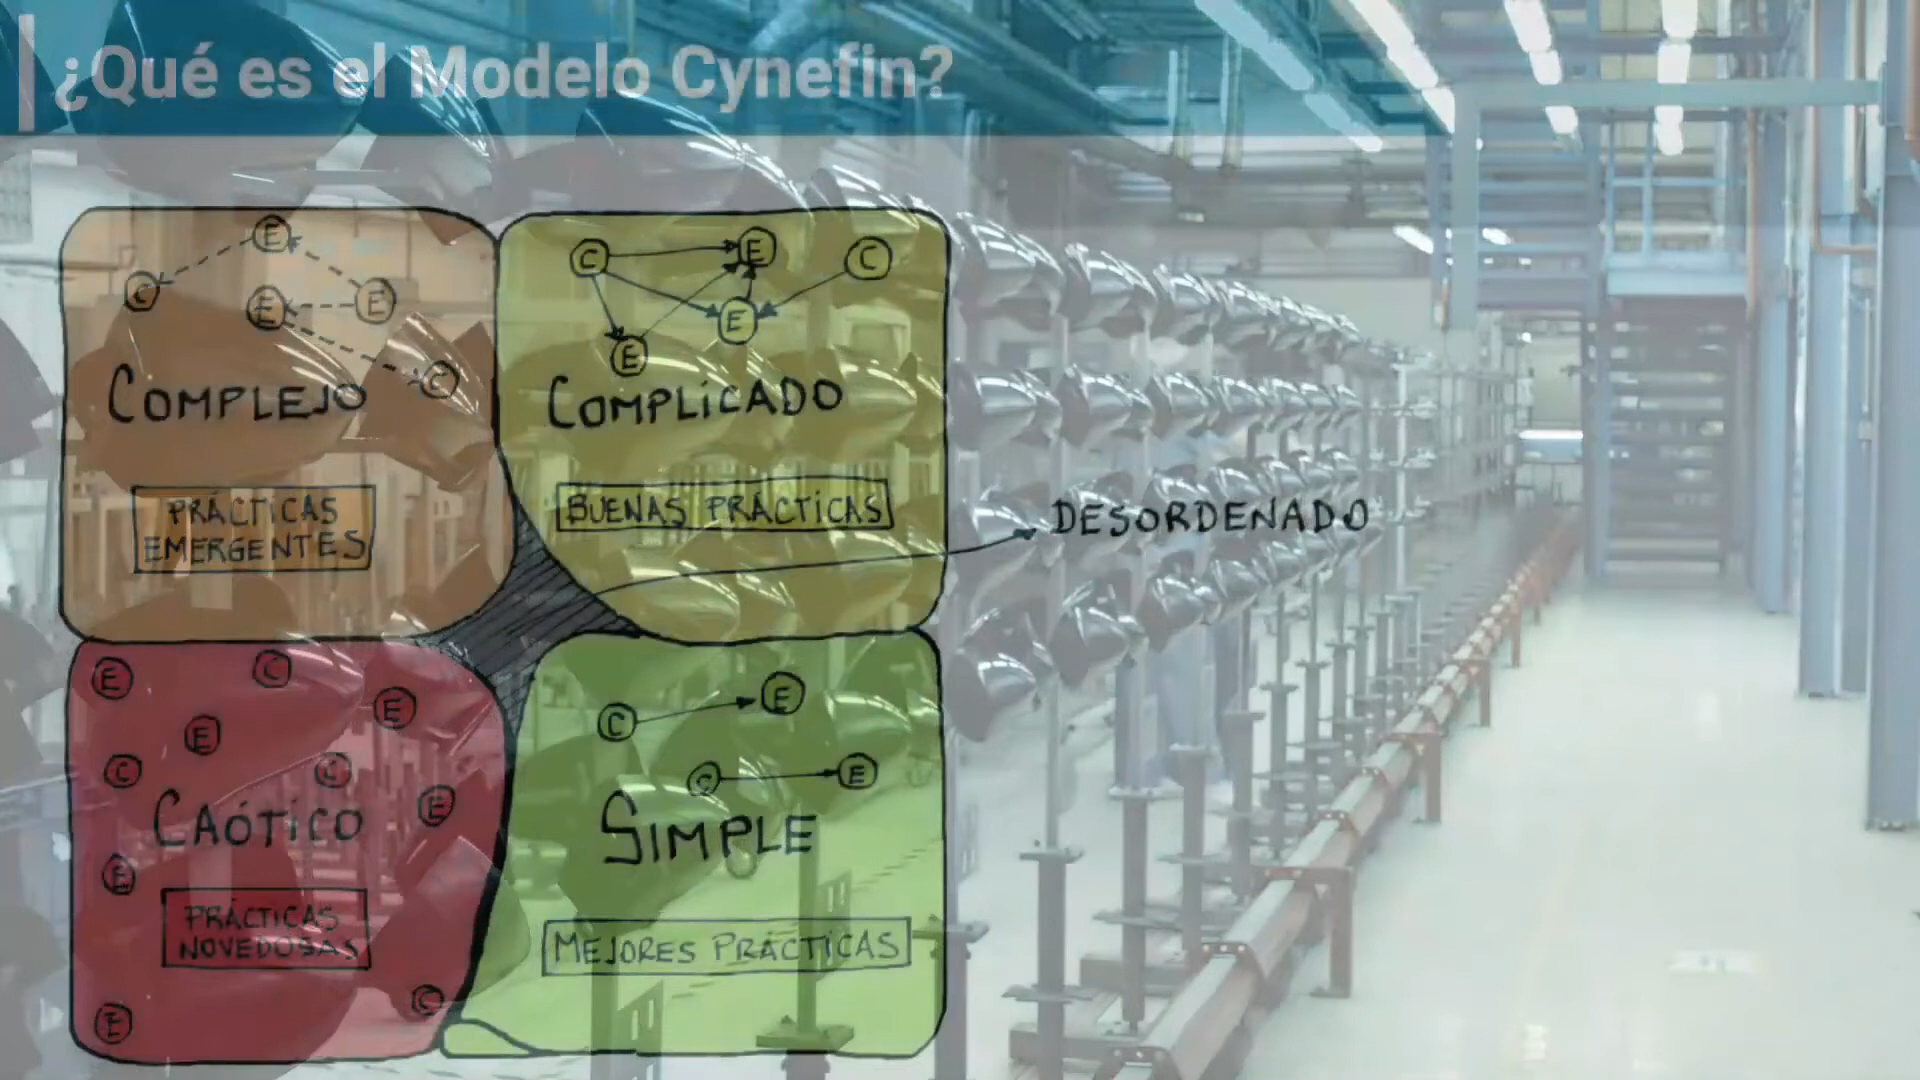 ¿Qué es el Modelo Cynefin?
E
C
E
E
C
COMPLEJO
PRÁCTICAS
EMERGENTES
C
E
C
E
E
COMPLICADO
BUENAS PRÁCTICAS
DESORDENADO
E
C
E
E
C
C
E
CAÓTICO
E
PRÁCTICAS
NOVEDOSAS
C
E
C
E
C
E
SIMPLE
MEJORES PRÁCTICAS